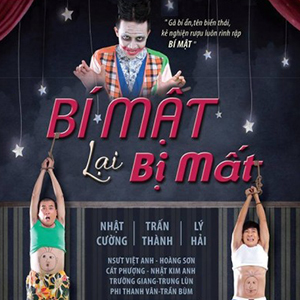 " Gã bí ẩn,tên biến thái,
kẻ nghiện rượu luôn rình rập
BÍ MẬT "
BÍ MẬT
Lại Bị Mất
NHẬT CƯỜNG
TRẤN THÀNH
LÝ HẢI
NSƯT VIỆT ANH - HOÀNG SƠN
CÁT PHƯỢNG - NHẬT KIM ANH
TRƯỜNG GIANG-TRUNG LÙN
PHI THANH VÂN-TRẦN BÙM